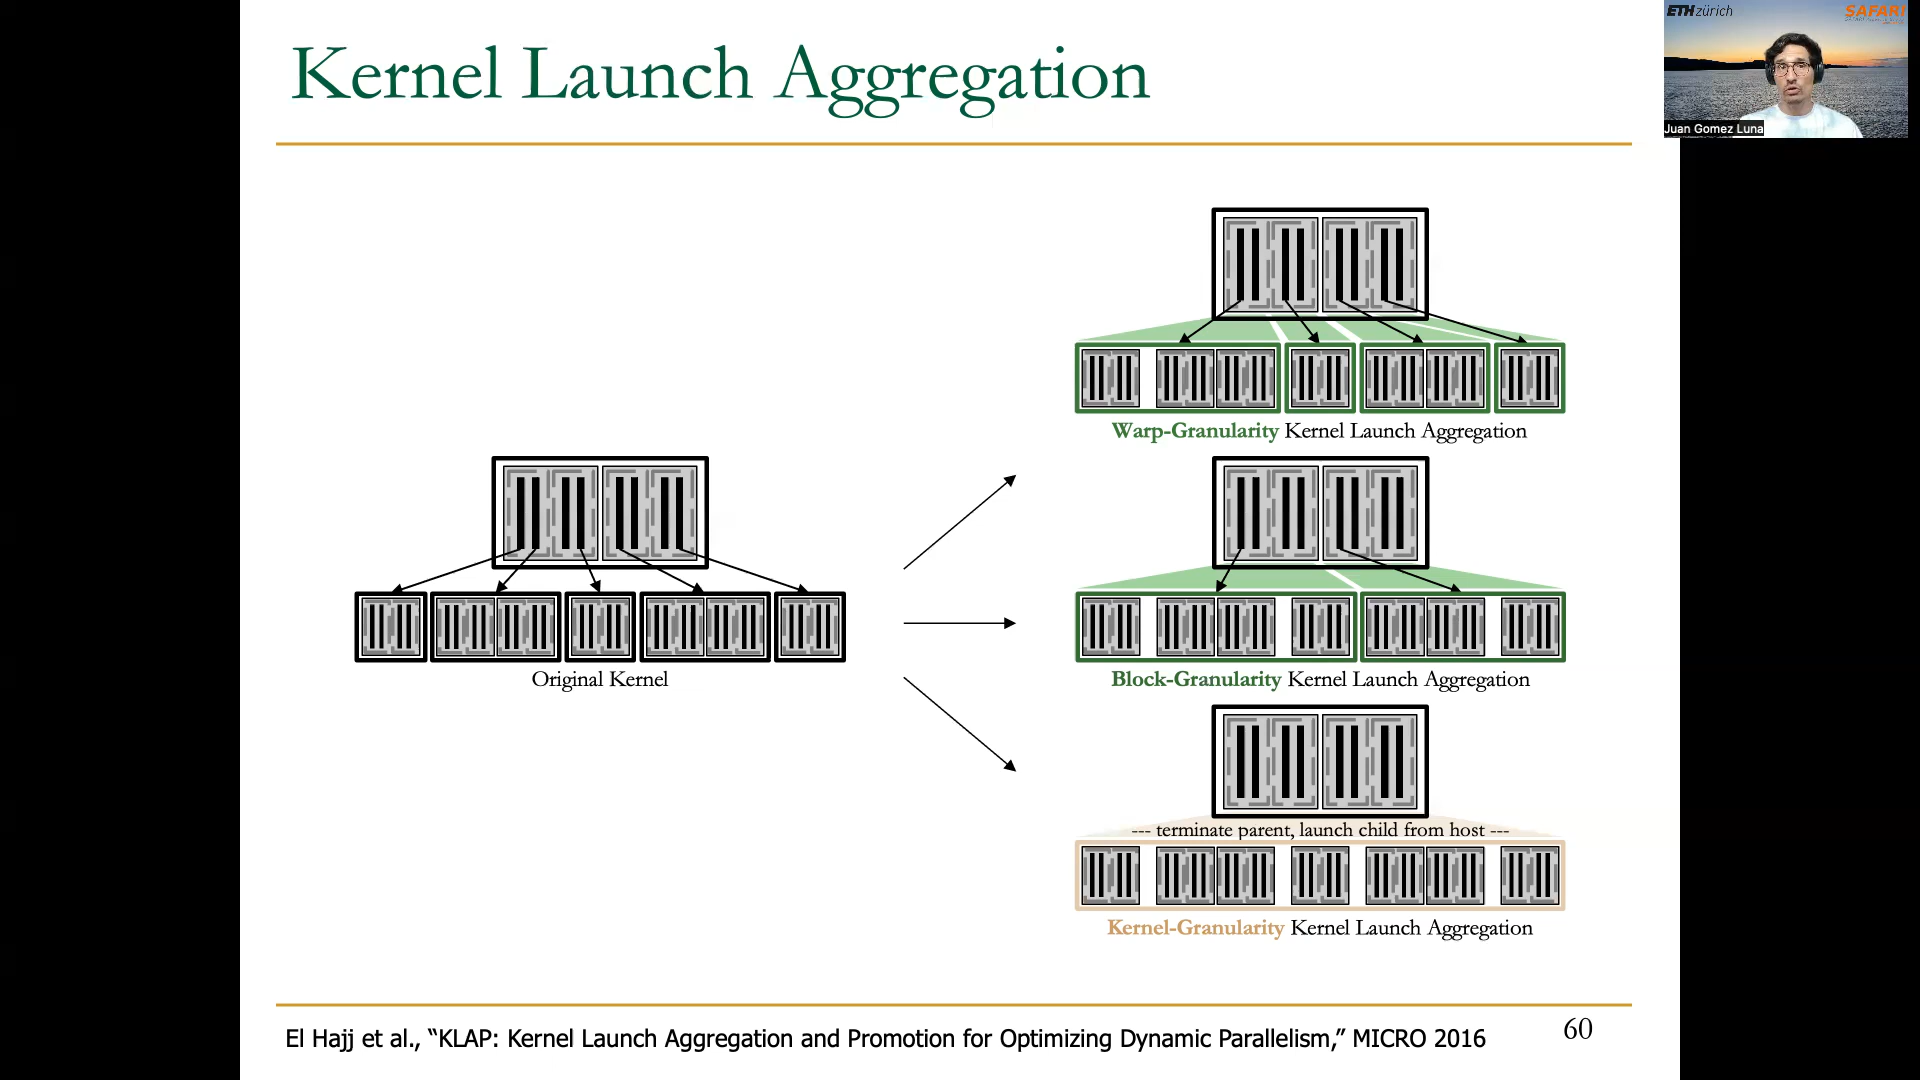 Kernel Launch Aggregation
ETH zürich
SAFARI
Juan Gomez Luna
Warp-Granularity Kernel Launch Aggregation
Original Kernel
Block-Granularity Kernel Launch Aggregation
--- terminate parent, launch child from host ---
Kernel-Granularity Kernel Launch Aggregation
El Hajj et al., “KLAP: Kernel Launch Aggregation and Promotion for Optimizing Dynamic Parallelism,” MICRO 2016
60